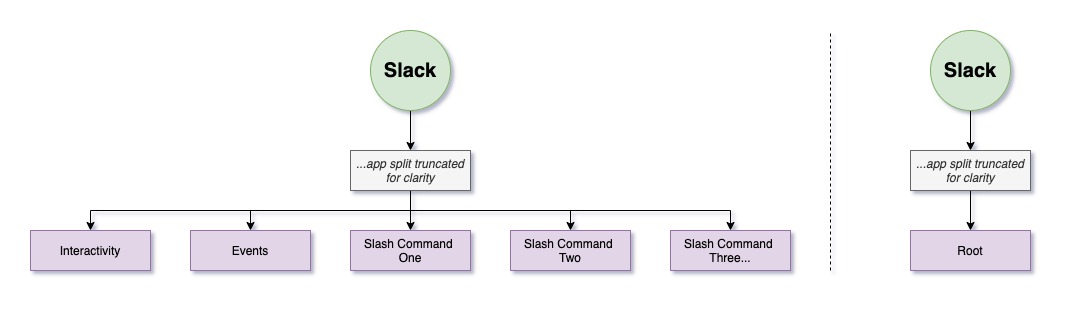 Slack
Slack
...app split truncated
for clarity
...app split truncated
for clarity
Interactivity
Events
Slash Command
One
Slash Command
Two
Slash Command
Three...
Root